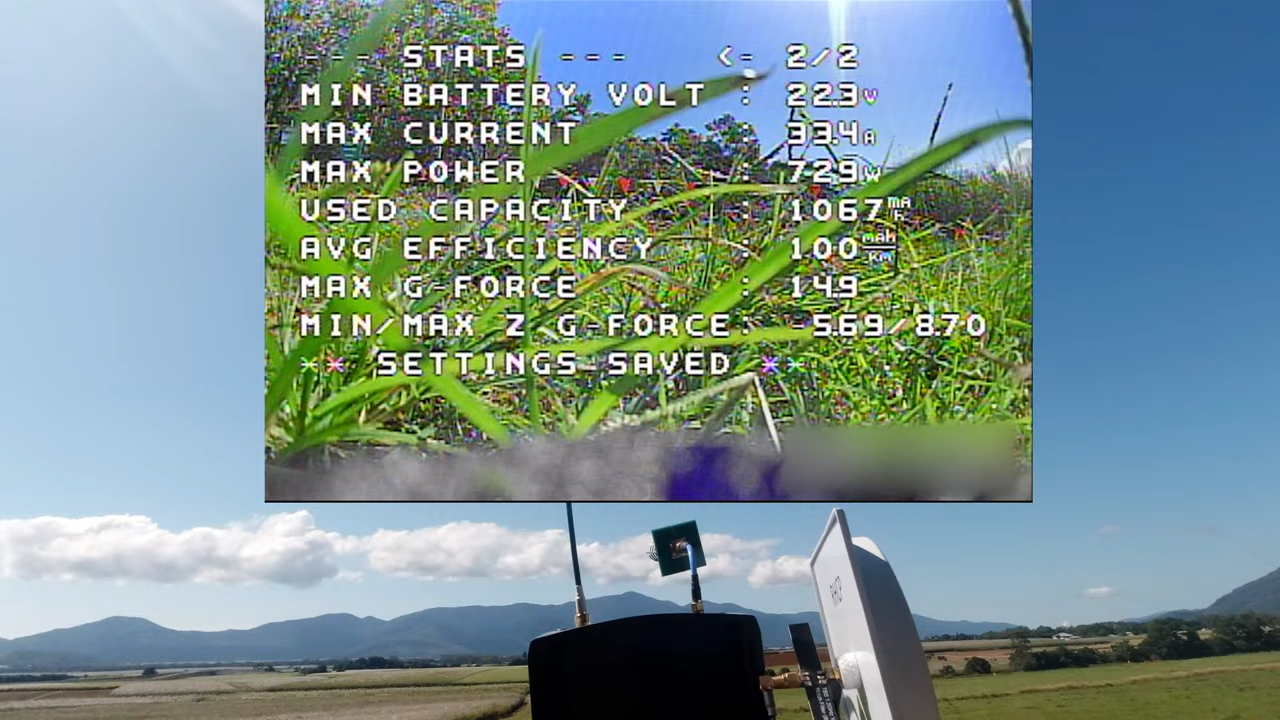 --- STATS --- <- 2/2
MIN BATTERY VOLT : 22.3V
MAX CURRENT : 33.4A
MAX POWER : 729W
USED CAPACITY : 1067mAh
AVG EFFICIENCY : 100mAh/Km
MAX G-FORCE : 14.9
MIN/MAX Z G-FORCE: -5.69/8.70
** SETTINGS SAVED **